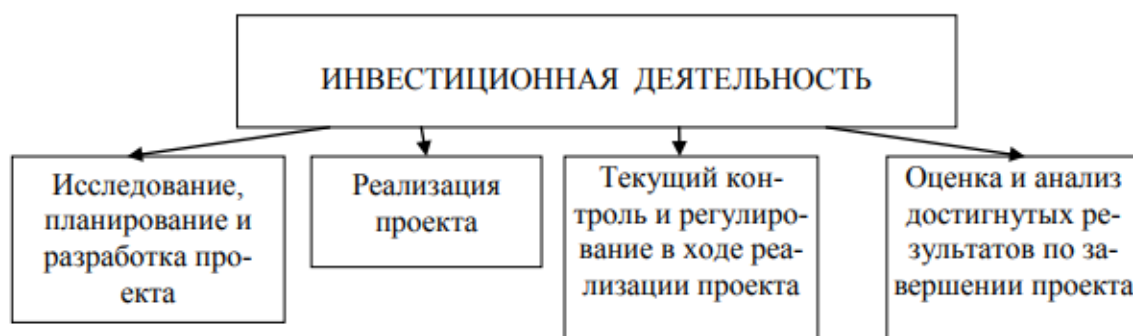 ИНВЕСТИЦИОННАЯ ДЕЯТЕЛЬНОСТЬ
Исследование,
планирование и
разработка про-
екта
Реализация
проекта
Текущий кон-
троль и регулиро-
вание в ходе реа-
лизации проекта
Оценка и анализ
достигнутых ре-
зультатов по за-
вершении проекта